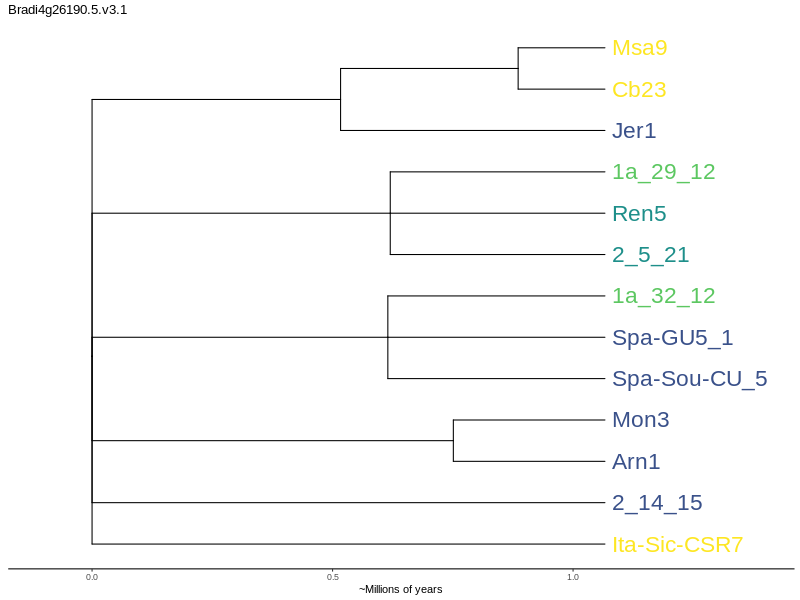 Bradi4g26190.5.v3.1
Msa9
Cb23
Jer1
1a_29_12
Ren5
2_5_21
1a_32_12
Spa-GU5_1
Spa-Sou-CU_5
Mon3
Arn1
2_14_15
Ita-Sic-CSR7
0.0 0.5 1.0
~Millions of years